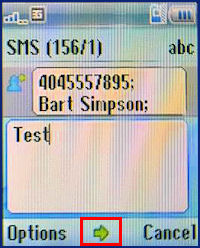 SMS (156/1) abc
4045557895;
Bart Simpson;
Test
Options Cancel